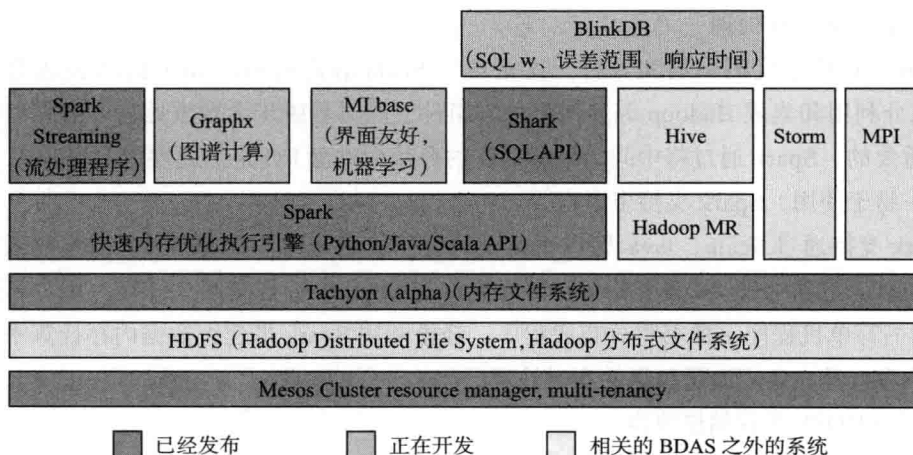 BlinkDB
(SQL w、误差范围、响应时间)
Spark
Streaming
(流处理程序)
Graphx
(图谱计算)
MLbase
(界面友好,
机器学习)
Shark
(SQL API)
Hive
Storm
MPI
Spark
快速内存优化执行引擎 (Python/Java/Scala API)
Hadoop MR
Tachyon (alpha)(内存文件系统)
HDFS (Hadoop Distributed File System, Hadoop 分布式文件系统)
Mesos Cluster resource manager, multi-tenancy
已经发布
正在开发
相关的 BDAS 之外的系统